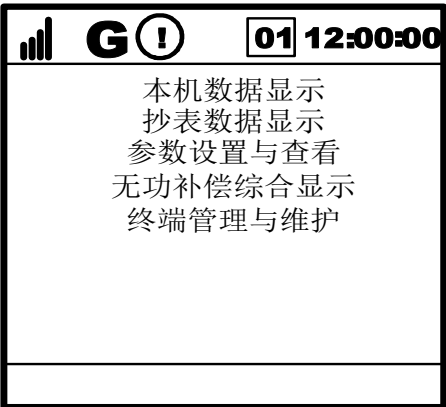 G ! 01 12:00:00
本机数据显示
抄表数据显示
参数设置与查看
无功补偿综合显示
终端管理与维护